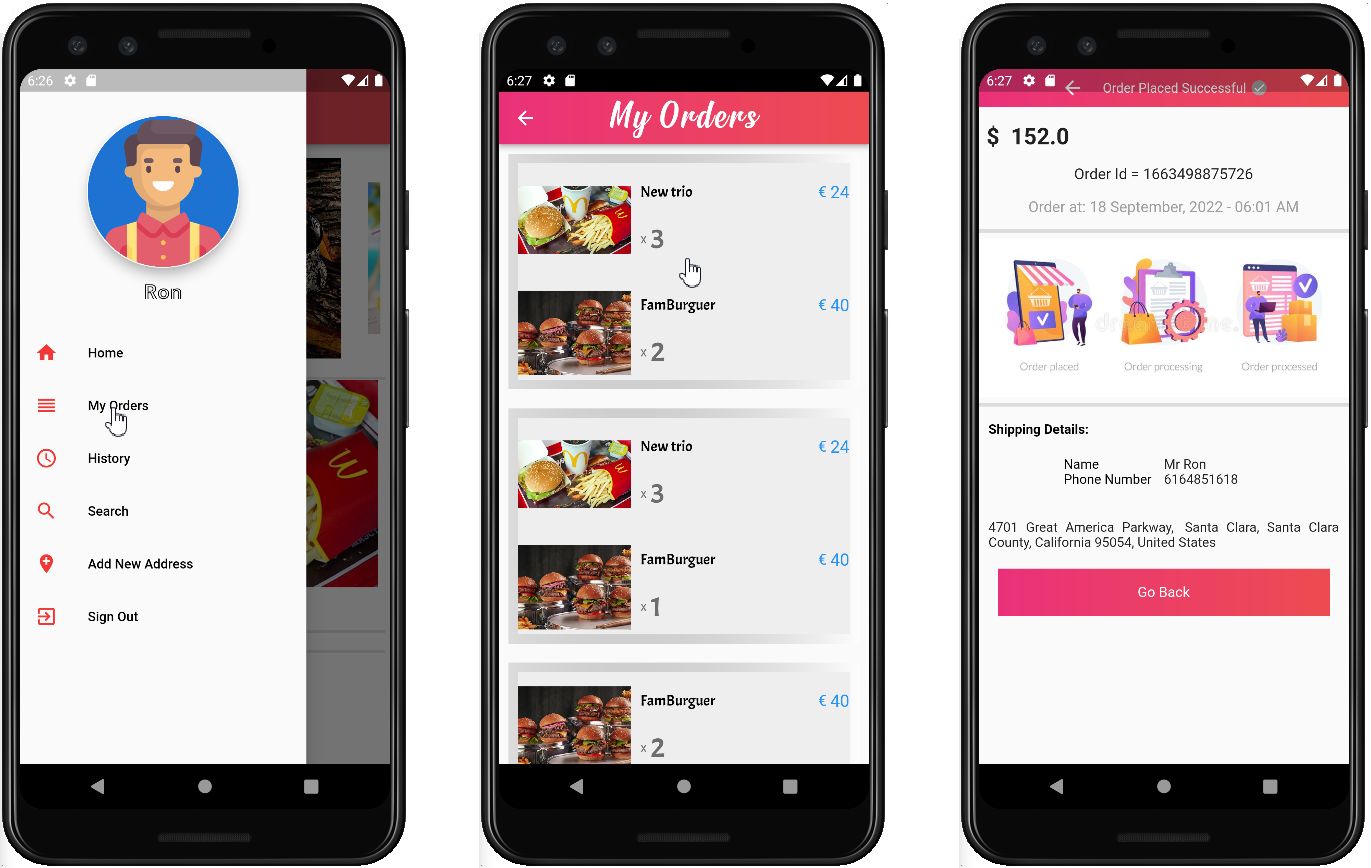 6:26
Ron
Home
My Orders
History
Search
Add New Address
Sign Out
6:27
My Orders
New trio
€ 24
x 3
FamBurguer
€ 40
x 2
New trio
€ 24
x 3
FamBurguer
€ 40
x 1
FamBurguer
€ 40
x 2
6:27
Order Placed Successful
$ 152.0
Order Id = 1663498875726
Order at: 18 September, 2022 - 06:01 AM
Order placed
Order processing
Order processed
Shipping Details:
Name Mr Ron
Phone Number 6164851618
4701 Great America Parkway, Santa Clara, Santa Clara
County, California 95054, United States
Go Back